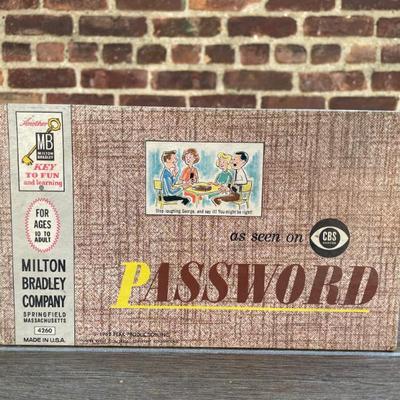 Another
MB
MILTON
BRADLEY
KEY
TO FUN
and learning
FOR
AGES
10 TO
ADULT
MILTON
BRADLEY
COMPANY
SPRINGFIELD
MASSACHUSETTS
4260
MADE IN U.S.A.
Stop laughing George, and say it! You might be right!
as seen on
CBS
PASSWORD